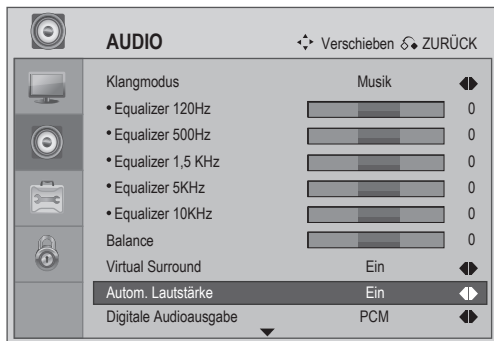 AUDIO Verschieben ZURÜCK
Klangmodus Musik
• Equalizer 120Hz 0
• Equalizer 500Hz 0
• Equalizer 1,5 KHz 0
• Equalizer 5KHz 0
• Equalizer 10KHz 0
Balance 0
Virtual Surround Ein
Autom. Lautstärke Ein
Digitale Audioausgabe PCM